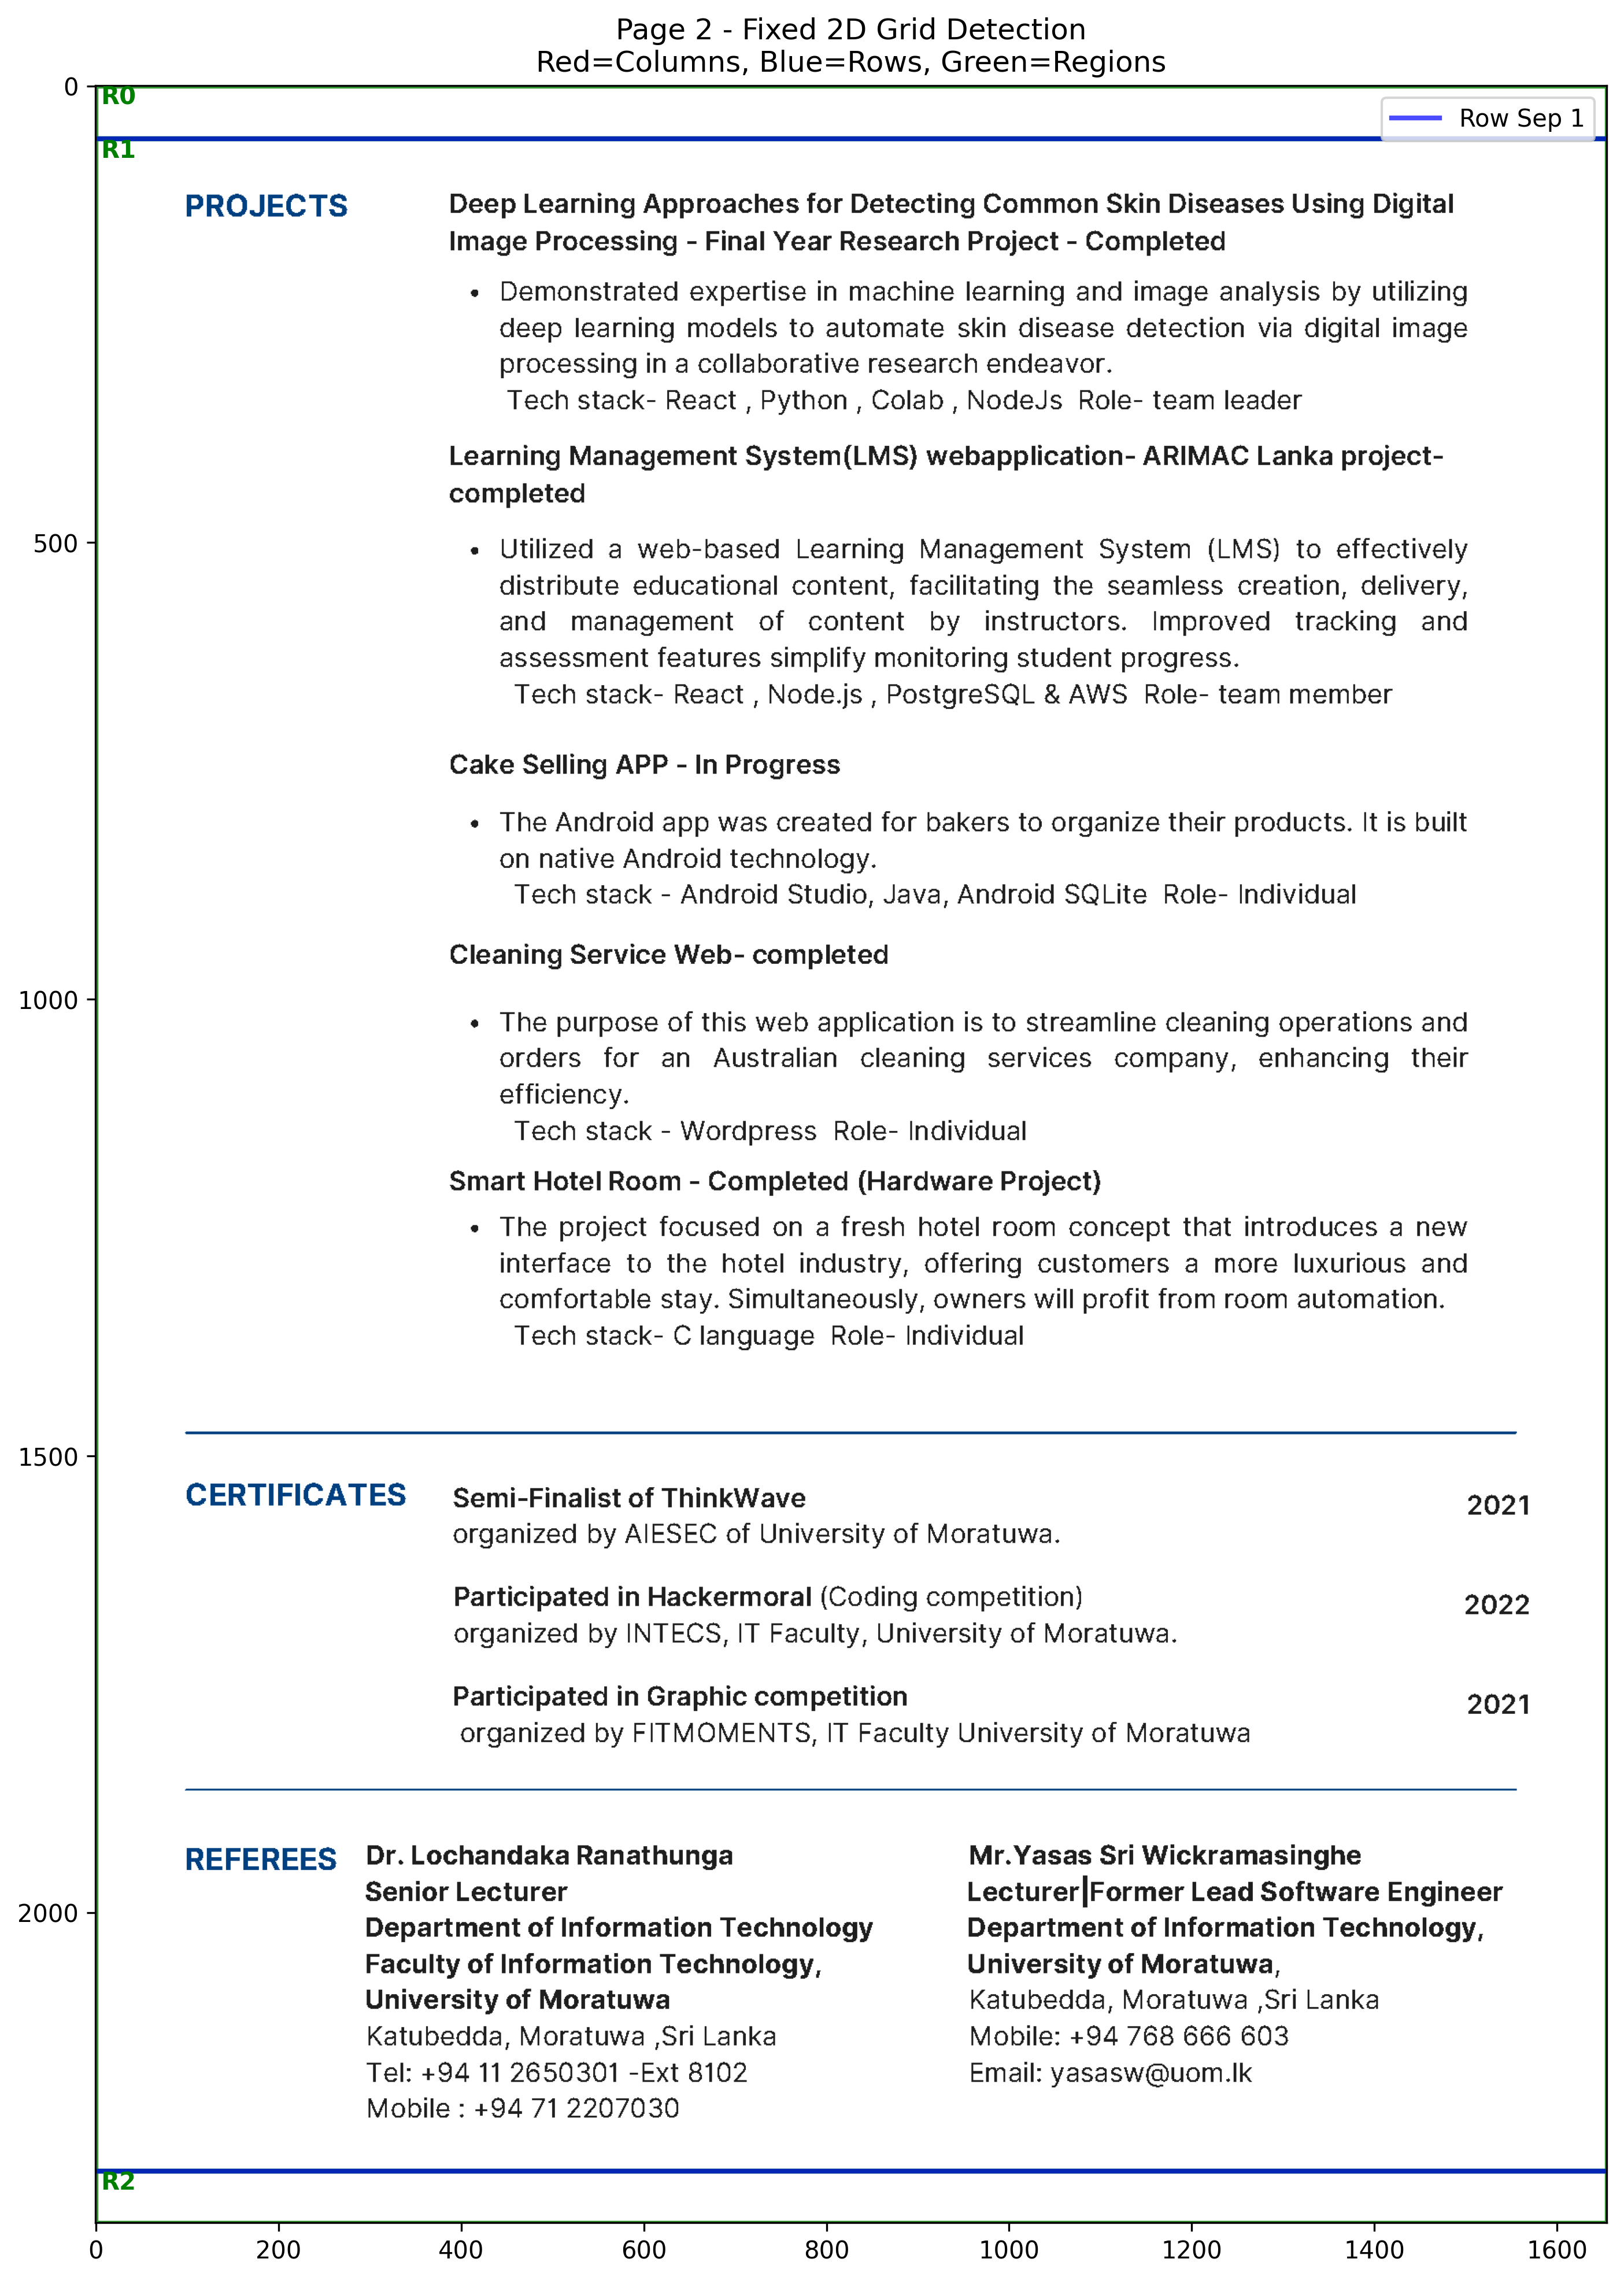 Page 2 - Fixed 2D Grid Detection
Red=Columns, Blue=Rows, Green=Regions
0
R0
Row Sep 1
R1
PROJECTS
Deep Learning Approaches for Detecting Common Skin Diseases Using Digital
Image Processing - Final Year Research Project - Completed
• Demonstrated expertise in machine learning and image analysis by utilizing
deep learning models to automate skin disease detection via digital image
processing in a collaborative research endeavor.
Tech stack- React , Python , Colab , NodeJs Role- team leader
Learning Management System(LMS) webapplication- ARIMAC Lanka project-
completed
500
• Utilized a web-based Learning Management System (LMS) to effectively
distribute educational content, facilitating the seamless creation, delivery,
and management of content by instructors. Improved tracking and
assessment features simplify monitoring student progress.
Tech stack- React , Node.js , PostgreSQL & AWS Role- team member
Cake Selling APP - In Progress
• The Android app was created for bakers to organize their products. It is built
on native Android technology.
Tech stack - Android Studio, Java, Android SQLite Role- Individual
Cleaning Service Web- completed
1000
• The purpose of this web application is to streamline cleaning operations and
orders for an Australian cleaning services company, enhancing their
efficiency.
Tech stack - Wordpress Role- Individual
Smart Hotel Room - Completed (Hardware Project)
• The project focused on a fresh hotel room concept that introduces a new
interface to the hotel industry, offering customers a more luxurious and
comfortable stay. Simultaneously, owners will profit from room automation.
Tech stack- C language Role- Individual
1500
CERTIFICATES
Semi-Finalist of ThinkWave
2021
organized by AIESEC of University of Moratuwa.
Participated in Hackermoral (Coding competition)
2022
organized by INTECS, IT Faculty, University of Moratuwa.
Participated in Graphic competition
2021
organized by FITMOMENTS, IT Faculty University of Moratuwa
REFEREES
2000
Dr. Lochandaka Ranathunga
Senior Lecturer
Department of Information Technology
Faculty of Information Technology,
University of Moratuwa
Katubedda, Moratuwa ,Sri Lanka
Tel: +94 11 2650301 -Ext 8102
Mobile : +94 71 2207030
Mr.Yasas Sri Wickramasinghe
Lecturer|Former Lead Software Engineer
Department of Information Technology,
University of Moratuwa,
Katubedda, Moratuwa ,Sri Lanka
Mobile: +94 768 666 603
Email: yasasw@uom.lk
R2
0 200 400 600 800 1000 1200 1400 1600